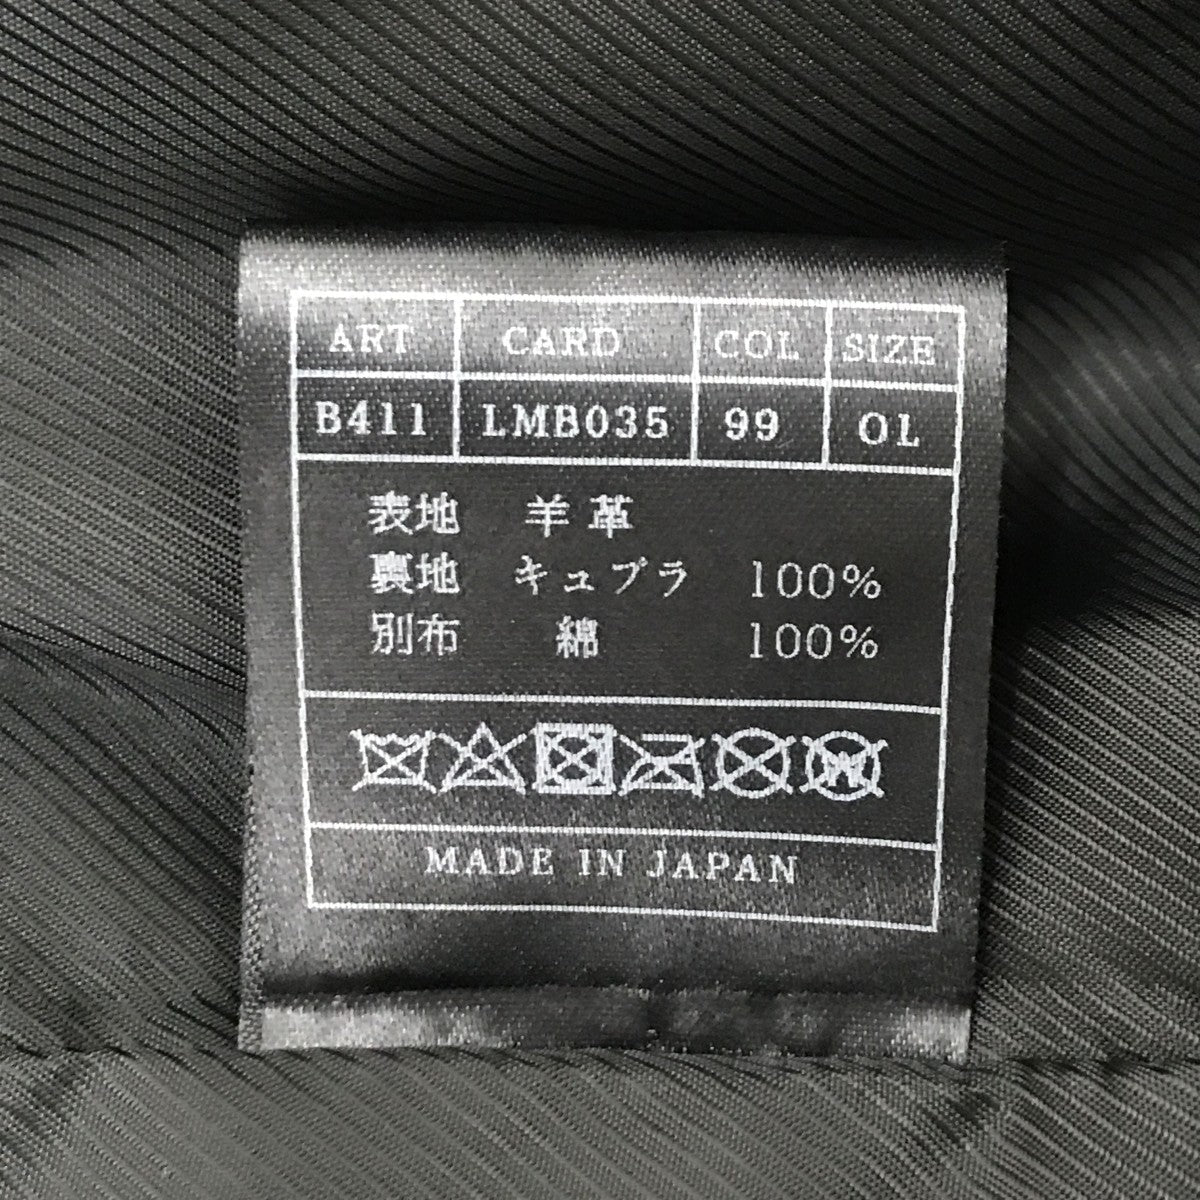 ART CARD COL SIZE
B411 LMB035 99 OL
表地 羊革
裏地 キュプラ 100%
別布 綿 100%
W
MADE IN JAPAN